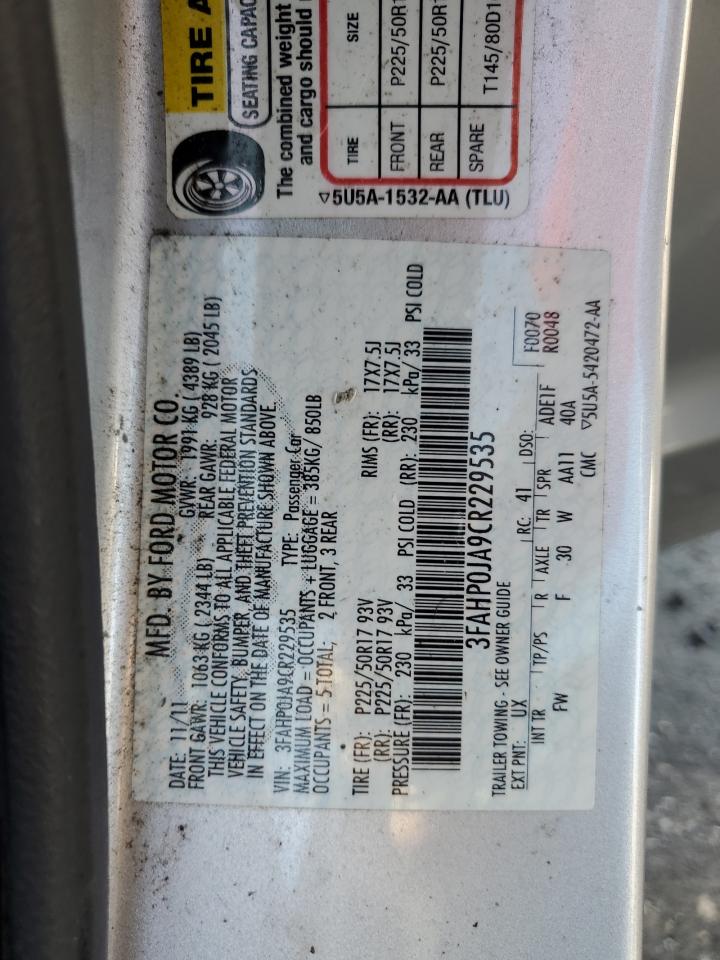 TIRE A
SEATING CAPAC
The combined weight
and cargo should
TIRE SIZE
FRONT P225/50R1
REAR P225/50R1
SPARE T145/80D1
▽5U5A-1532-AA (TLU)
MFD. BY FORD MOTOR CO.
DATE: 11/11 GVWR: 1991 KG ( 4389 LB)
FRONT GAWR: 1063 KG ( 2344 LB) REAR GAWR: 928 KG ( 2045 LB)
THIS VEHICLE CONFORMS TO ALL APPLICABLE FEDERAL MOTOR
VEHICLE SAFETY, BUMPER, AND THEFT PREVENTION STANDARDS
IN EFFECT ON THE DATE OF MANUFACTURE SHOWN ABOVE
VIN: 3FAHP0JA9CR229535 TYPE: Passenger Car
MAXIMUM LOAD = OCCUPANTS + LUGGAGE = 385KG/ 850LB
OCCUPANTS = 5 TOTAL; 2 FRONT, 3 REAR
TIRE (FR): P225/50R17 93V RIMS (FR): 17X7.5J
(RR): P225/50R17 93V (RR): 17X7.5J
PRESSURE (FR): 230 kPa/ 33 PSI COLD (RR): 230 kPa/ 33 PSI COLD
3FAHP0JA9CR229535
TRAILER TOWING - SEE OWNER GUIDE
EXT PNT: UX RC: 41 DSO: F0070
R0048
INT TR TP/PS R AXLE TR SPR ADE1F
FW F 30 W AA11 40A
CMC ▽5U5A-5420472-AA